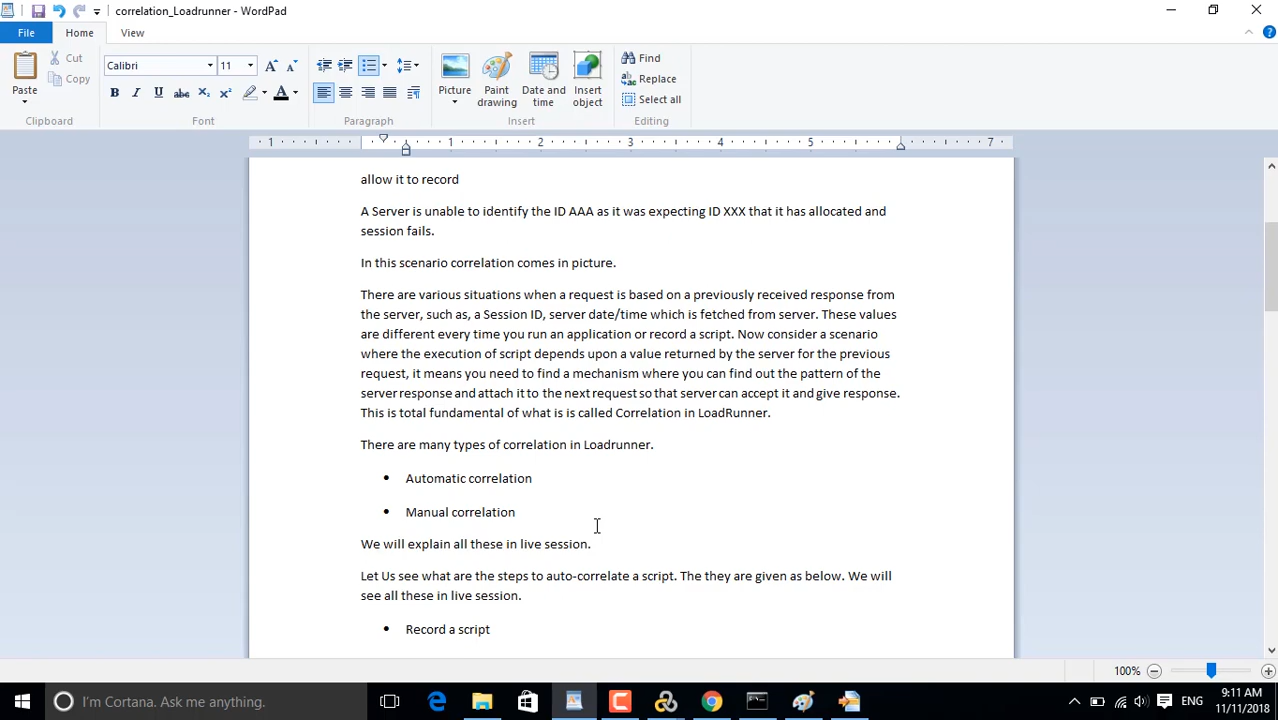 correlation_Loadrunner - WordPad
File Home View
Paste Cut Copy Clipboard
Calibri 11 Font
Paragraph
Picture Paint drawing Date and time Insert object Insert
Find Replace Select all Editing
1 1 2 3 4 5 7
allow it to record
A Server is unable to identify the ID AAA as it was expecting ID XXX that it has allocated and
session fails.
In this scenario correlation comes in picture.
There are various situations when a request is based on a previously received response from
the server, such as, a Session ID, server date/time which is fetched from server. These values
are different every time you run an application or record a script. Now consider a scenario
where the execution of script depends upon a value returned by the server for the previous
request, it means you need to find a mechanism where you can find out the pattern of the
server response and attach it to the next request so that server can accept it and give response.
This is total fundamental of what is is called Correlation in LoadRunner.
There are many types of correlation in Loadrunner.
• Automatic correlation
• Manual correlation
We will explain all these in live session.
Let Us see what are the steps to auto-correlate a script. The they are given as below. We will
see all these in live session.
• Record a script
100%
I'm Cortana. Ask me anything.
ENG
9:11 AM
11/11/2018